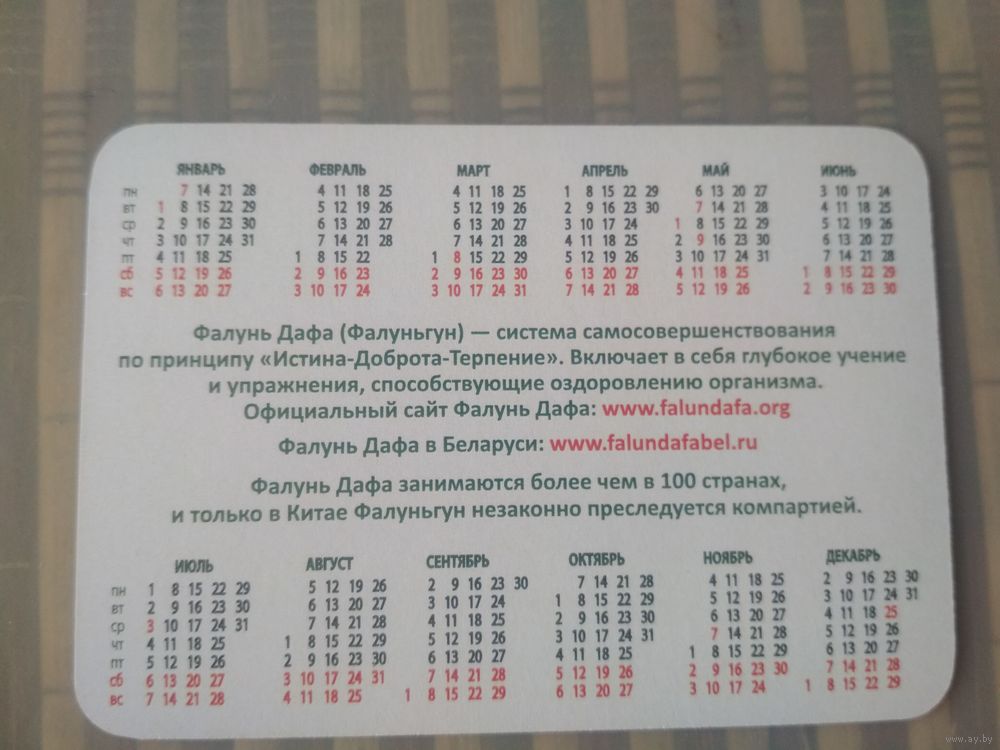 ЯНВАРЬ ФЕВРАЛЬ МАРТ АПРЕЛЬ МАЙ ИЮНЬ
пн 7 14 21 28 4 11 18 25 4 11 18 25 1 8 15 22 29 6 13 20 27 3 10 17 24
вт 1 8 15 22 29 5 12 19 26 5 12 19 26 2 9 16 23 30 7 14 21 28 4 11 18 25
ср 2 9 16 23 30 6 13 20 27 6 13 20 27 3 10 17 24 1 8 15 22 29 5 12 19 26
чт 3 10 17 24 31 7 14 21 28 7 14 21 28 4 11 18 25 2 9 16 23 30 6 13 20 27
пт 4 11 18 25 1 8 15 22 1 8 15 22 29 5 12 19 26 3 10 17 24 31 7 14 21 28
сб 5 12 19 26 2 9 16 23 2 9 16 23 30 6 13 20 27 4 11 18 25 1 8 15 22 29
вс 6 13 20 27 3 10 17 24 3 10 17 24 31 7 14 21 28 5 12 19 26 2 9 16 23 30
Фалунь Дафа (Фалуньгун) — система самосовершенствования
по принципу «Истина-Доброта-Терпение». Включает в себя глубокое учение
и упражнения, способствующие оздоровлению организма.
Официальный сайт Фалунь Дафа: www.falundafa.org
Фалунь Дафа в Беларуси: www.falundafabel.ru
Фалунь Дафа занимаются более чем в 100 странах,
и только в Китае Фалуньгун незаконно преследуется компартией.
ИЮЛЬ АВГУСТ СЕНТЯБРЬ ОКТЯБРЬ НОЯБРЬ ДЕКАБРЬ
пн 1 8 15 22 29 5 12 19 26 2 9 16 23 30 7 14 21 28 4 11 18 25 2 9 16 23 30
вт 2 9 16 23 30 6 13 20 27 3 10 17 24 1 8 15 22 29 5 12 19 26 3 10 17 24 31
ср 3 10 17 24 31 7 14 21 28 4 11 18 25 2 9 16 23 30 6 13 20 27 4 11 18 25
чт 4 11 18 25 1 8 15 22 29 5 12 19 26 3 10 17 24 31 7 14 21 28 5 12 19 26
пт 5 12 19 26 2 9 16 23 30 6 13 20 27 4 11 18 25 1 8 15 22 29 6 13 20 27
сб 6 13 20 27 3 10 17 24 31 7 14 21 28 5 12 19 26 2 9 16 23 30 7 14 21 28
вс 7 14 21 28 4 11 18 25 1 8 15 22 29 6 13 20 27 3 10 17 24 1 8 15 22 29
www.ay.by